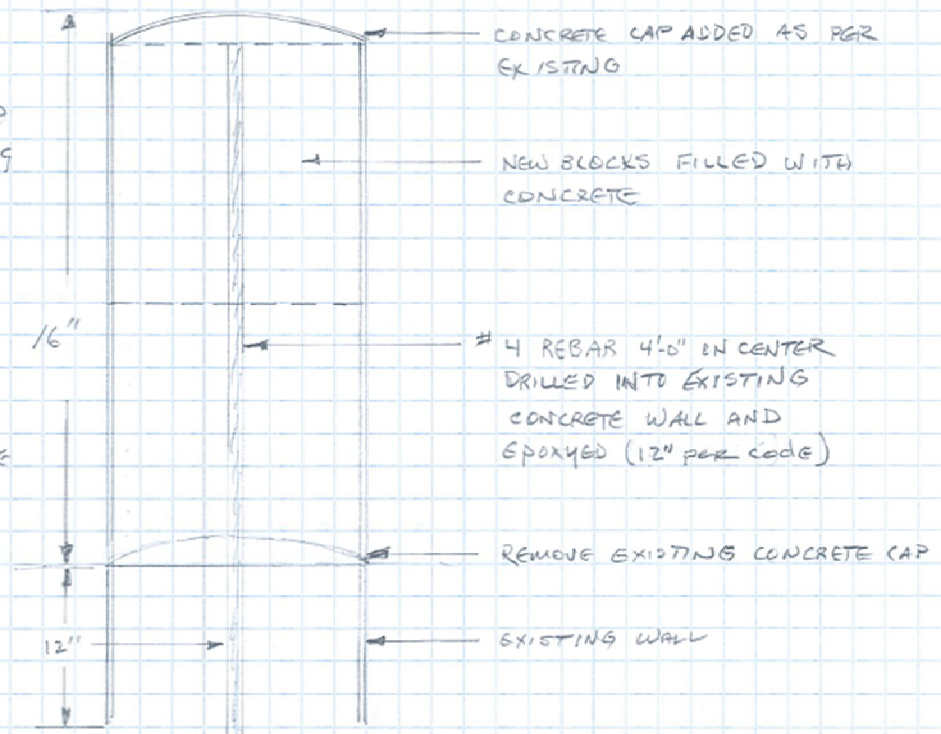 CONCRETE CAP ADDED AS PER
EXISTING
NEW BLOCKS FILLED WITH
CONCRETE
16"
# 4 REBAR 4'-0" IN CENTER
DRILLED INTO EXISTING
CONCRETE WALL AND
EPOXYED (12" per code)
REMOVE EXISTING CONCRETE CAP
12"
EXISTING WALL